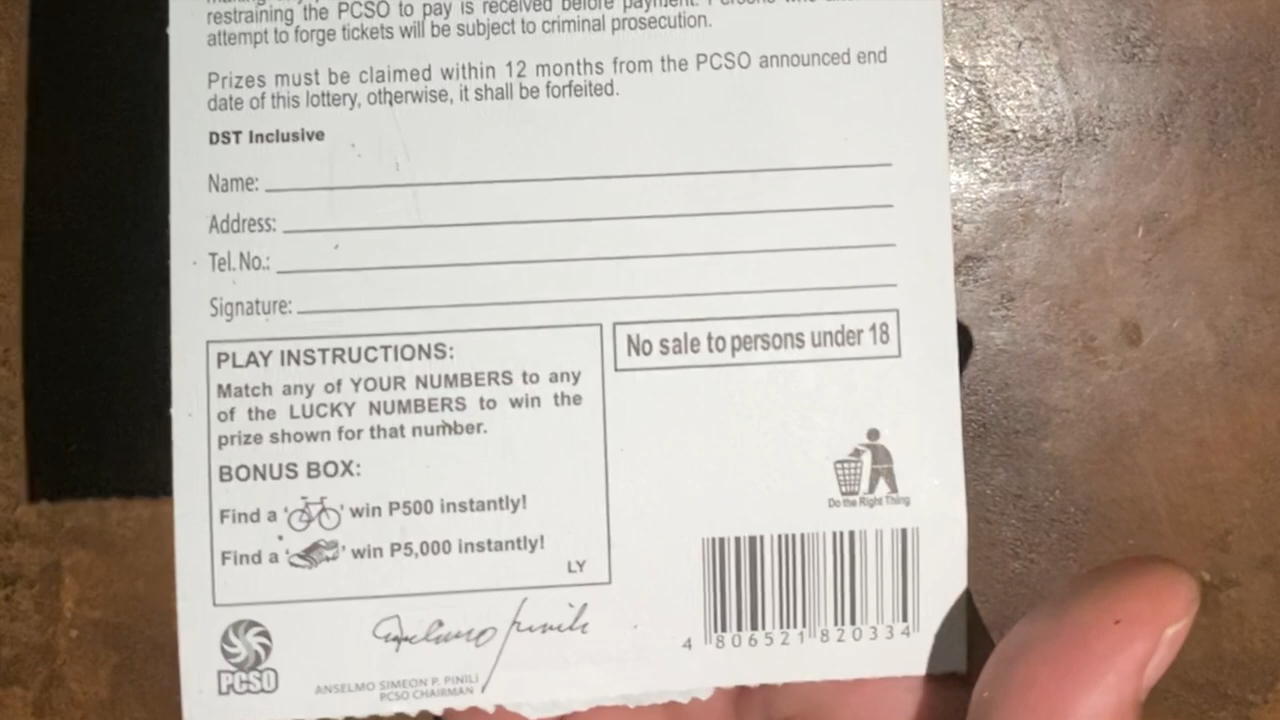 restraining the PCSO to pay is received before payment.
attempt to forge tickets will be subject to criminal prosecution.
Prizes must be claimed within 12 months from the PCSO announced end
date of this lottery, otherwise, it shall be forfeited.
DST Inclusive
Name:
Address:
Tel.No.:
Signature:
PLAY INSTRUCTIONS:
Match any of YOUR NUMBERS to any
of the LUCKY NUMBERS to win the
prize shown for that number.
BONUS BOX:
Find a ' ' win P500 instantly!
Find a ' ' win P5,000 instantly!
LY
No sale to persons under 18
Do the Right Thing
4 806521 820334
PCSO
ANSELMO SIMEON P. PINILI
PCSO CHAIRMAN